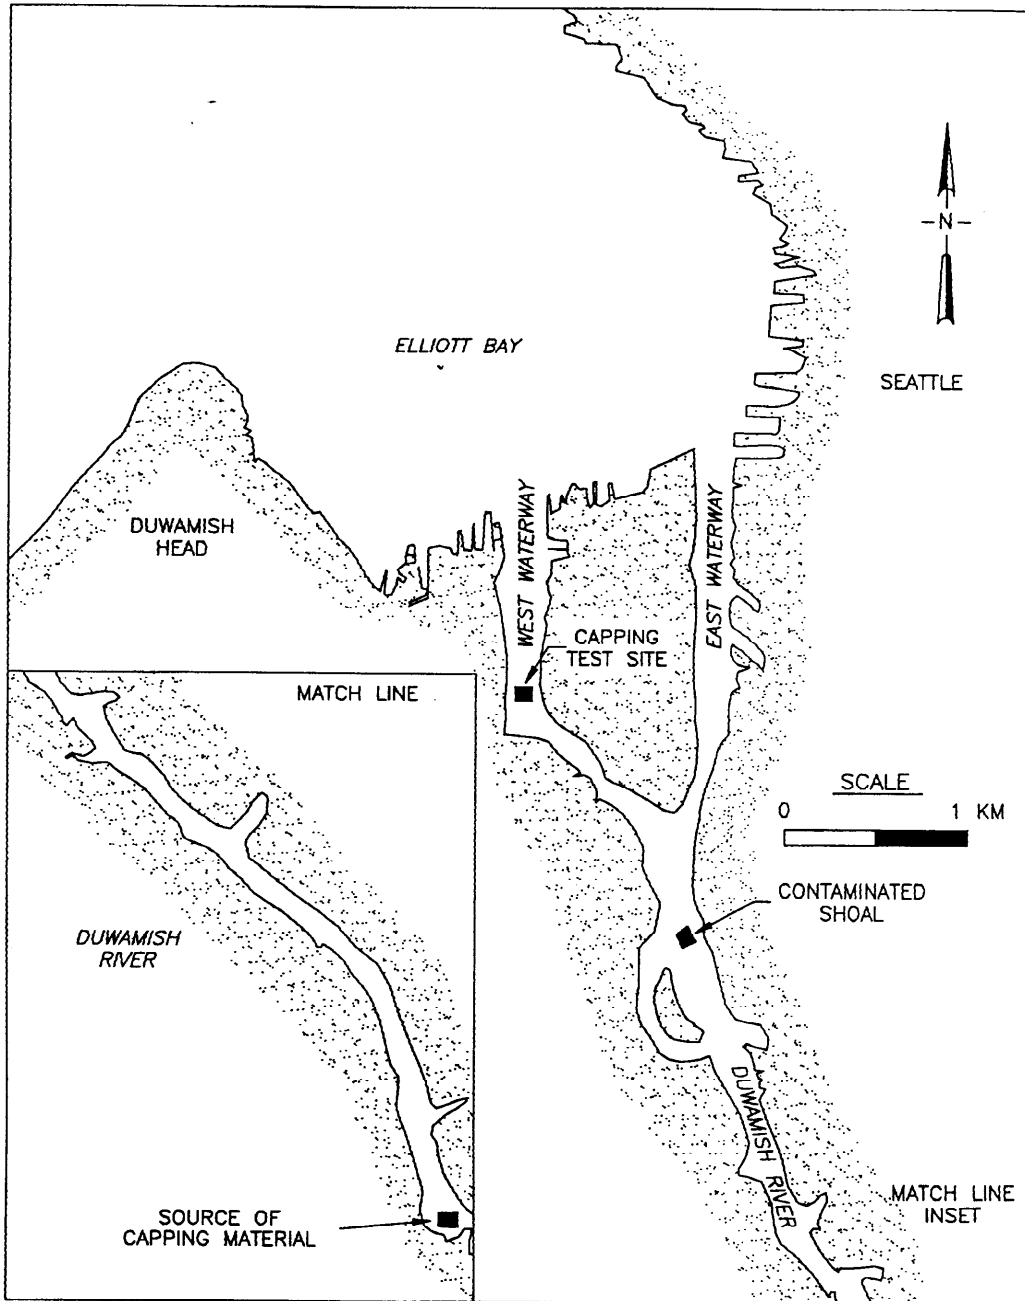 -N-
ELLIOTT BAY
SEATTLE
DUWAMISH
HEAD
WEST WATERWAY
EAST WATERWAY
CAPPING
TEST SITE
MATCH LINE
SCALE
0 1 KM
CONTAMINATED
SHOAL
DUWAMISH
RIVER
DUWAMISH RIVER
MATCH LINE
INSET
SOURCE OF
CAPPING MATERIAL